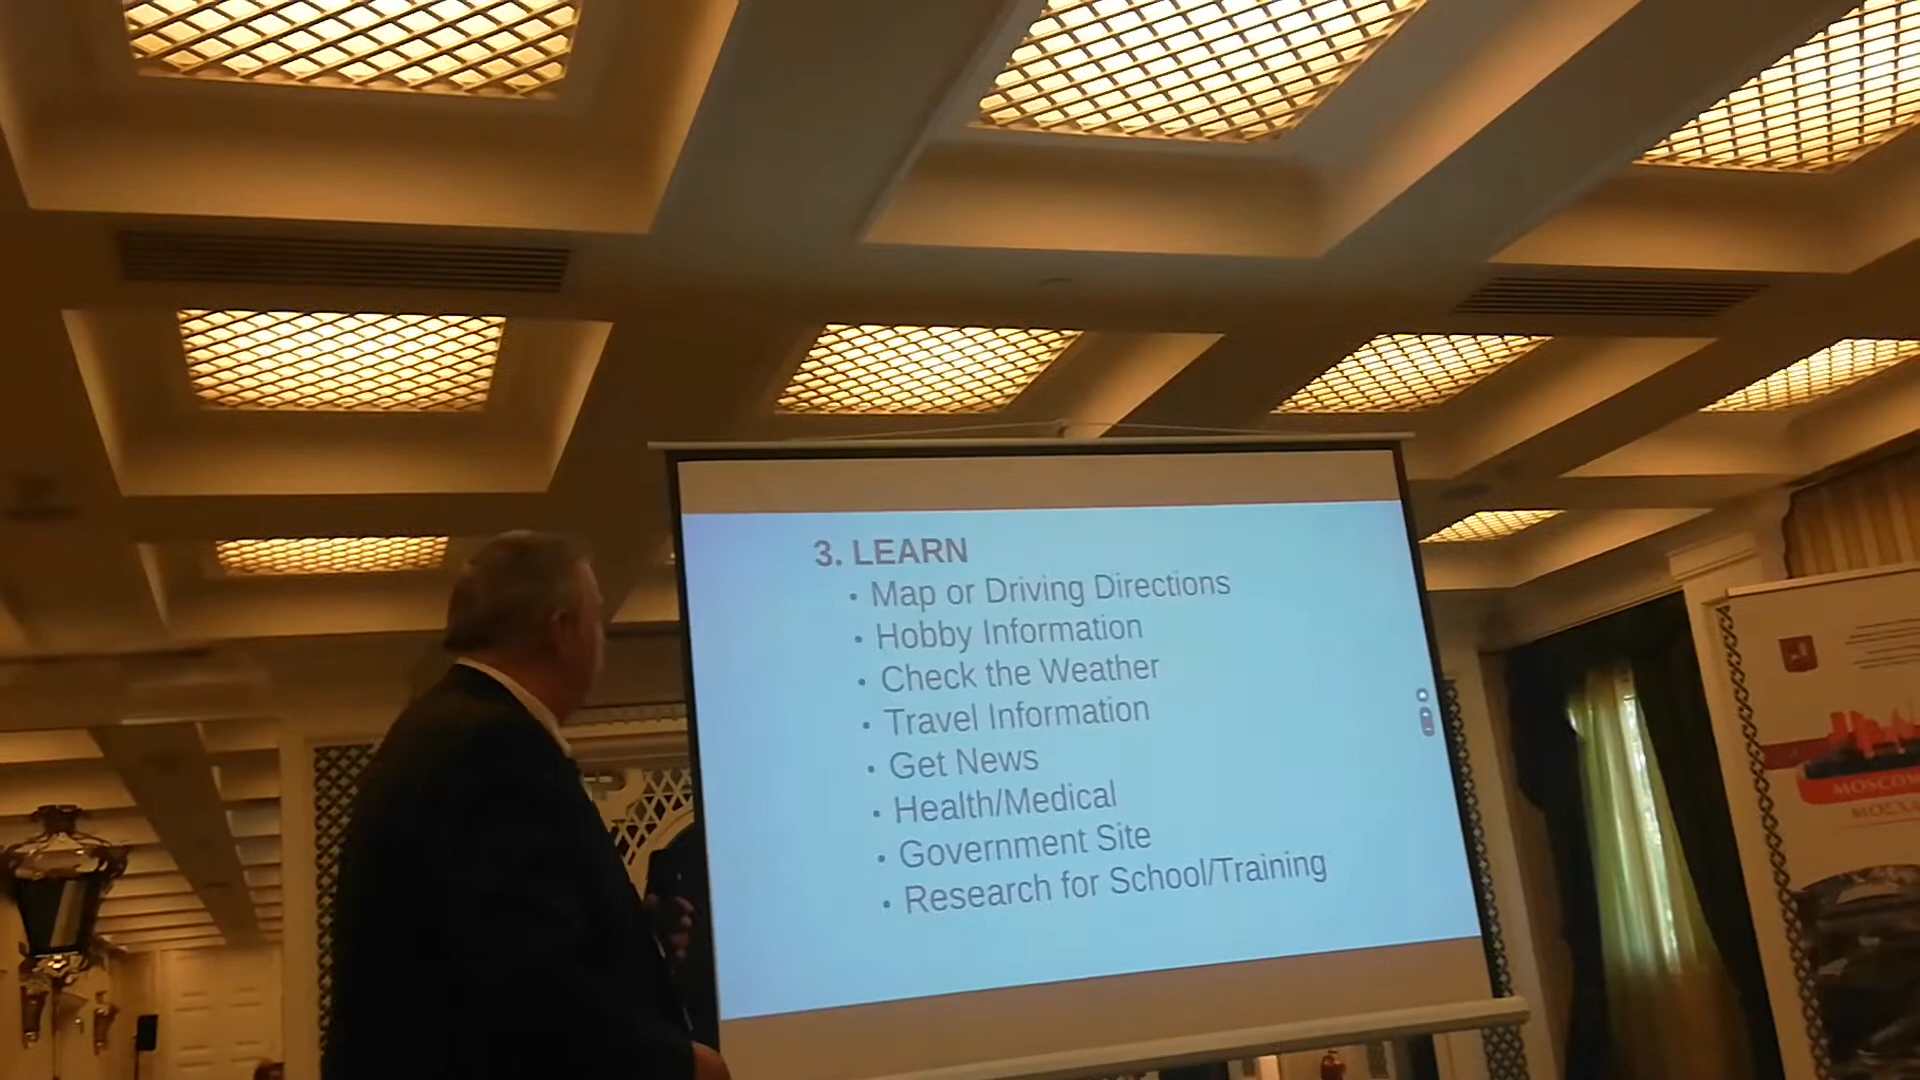 3. LEARN
• Map or Driving Directions
• Hobby Information
• Check the Weather
• Travel Information
• Get News
• Health/Medical
• Government Site
• Research for School/Training
MOSCOW